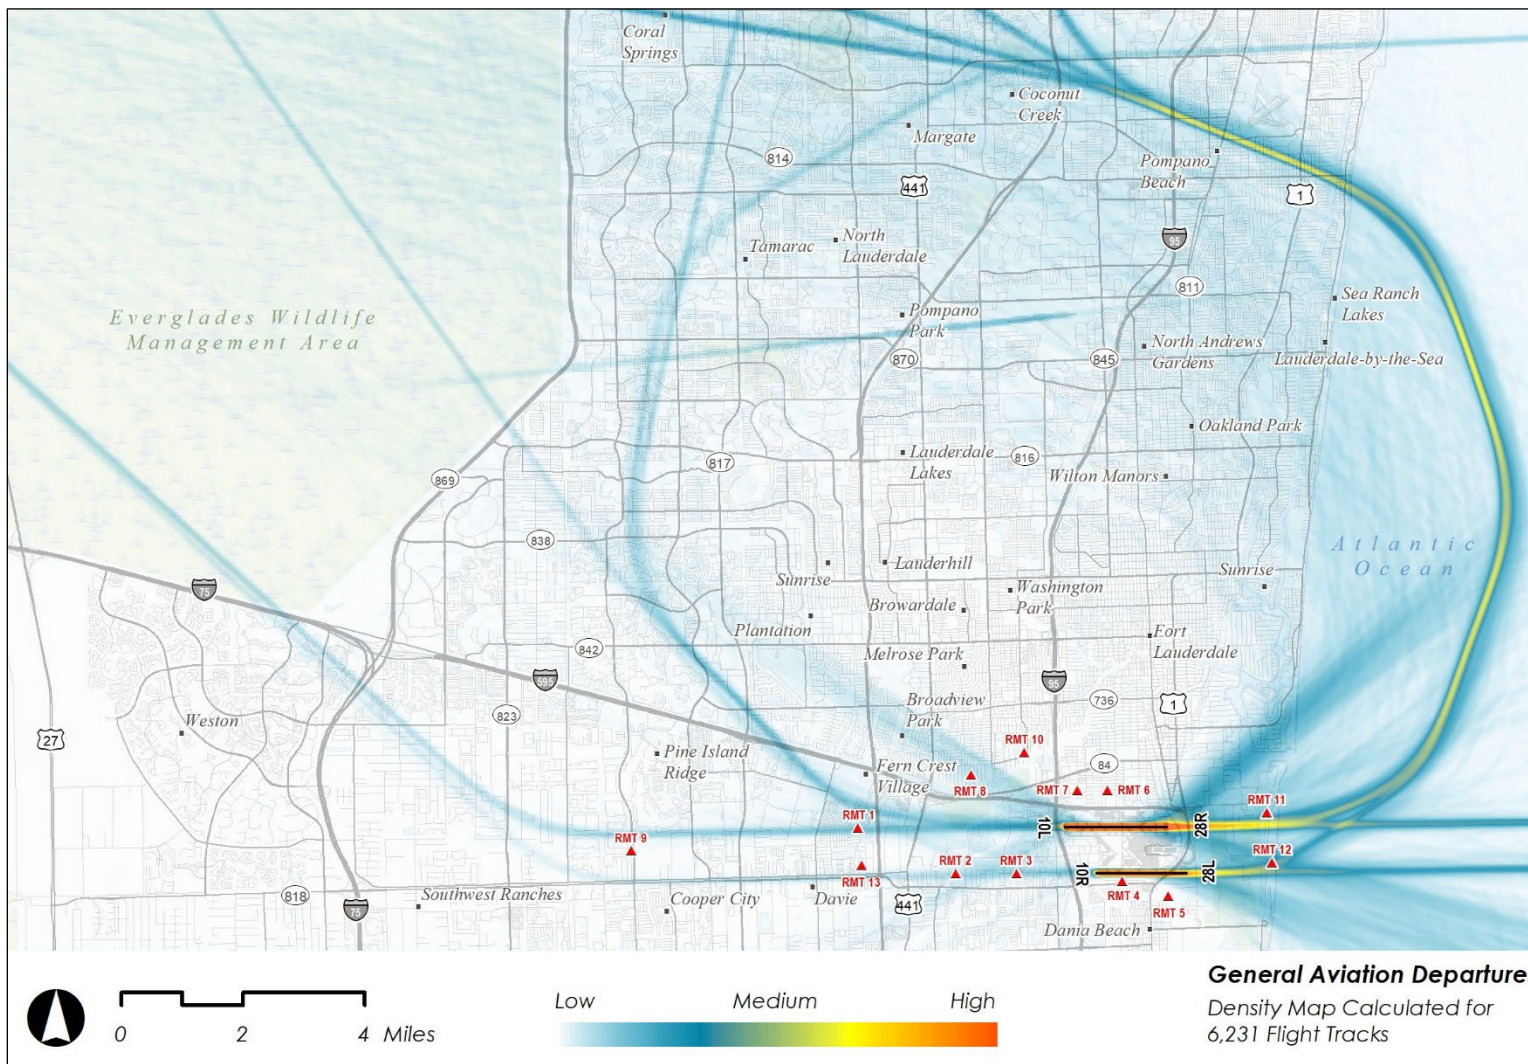 Coral
Springs
Coconut
Creek
Margate
814
Pompano
Beach
441
1
95
North
Lauderdale
Tamarac
811
Sea Ranch
Lakes
Everglades Wildlife
Management Area
Pompano
Park
North Andrews
Gardens
Lauderdale-by-the-Sea
870
845
Oakland Park
817
Lauderdale
Lakes
816
869
Wilton Manors
838
Atlantic
Ocean
Sunrise
Lauderhill
Sunrise
75
Washington
Park
Browardale
Plantation
Fort
Lauderdale
842
Melrose Park
595
95
736
Broadview
Park
1
823
Weston
27
Pine Island
Ridge
RMT 10
84
Fern Crest
Village
RMT 8
RMT 7
RMT 6
RMT 11
RMT 1
10L
28R
RMT 9
RMT 12
RMT 2
RMT 3
10R
28L
RMT 13
RMT 4
RMT 5
818
Southwest Ranches
75
Cooper City
Davie
441
Dania Beach
General Aviation Departure
Density Map Calculated for
6,231 Flight Tracks
Low Medium High
0 2 4 Miles